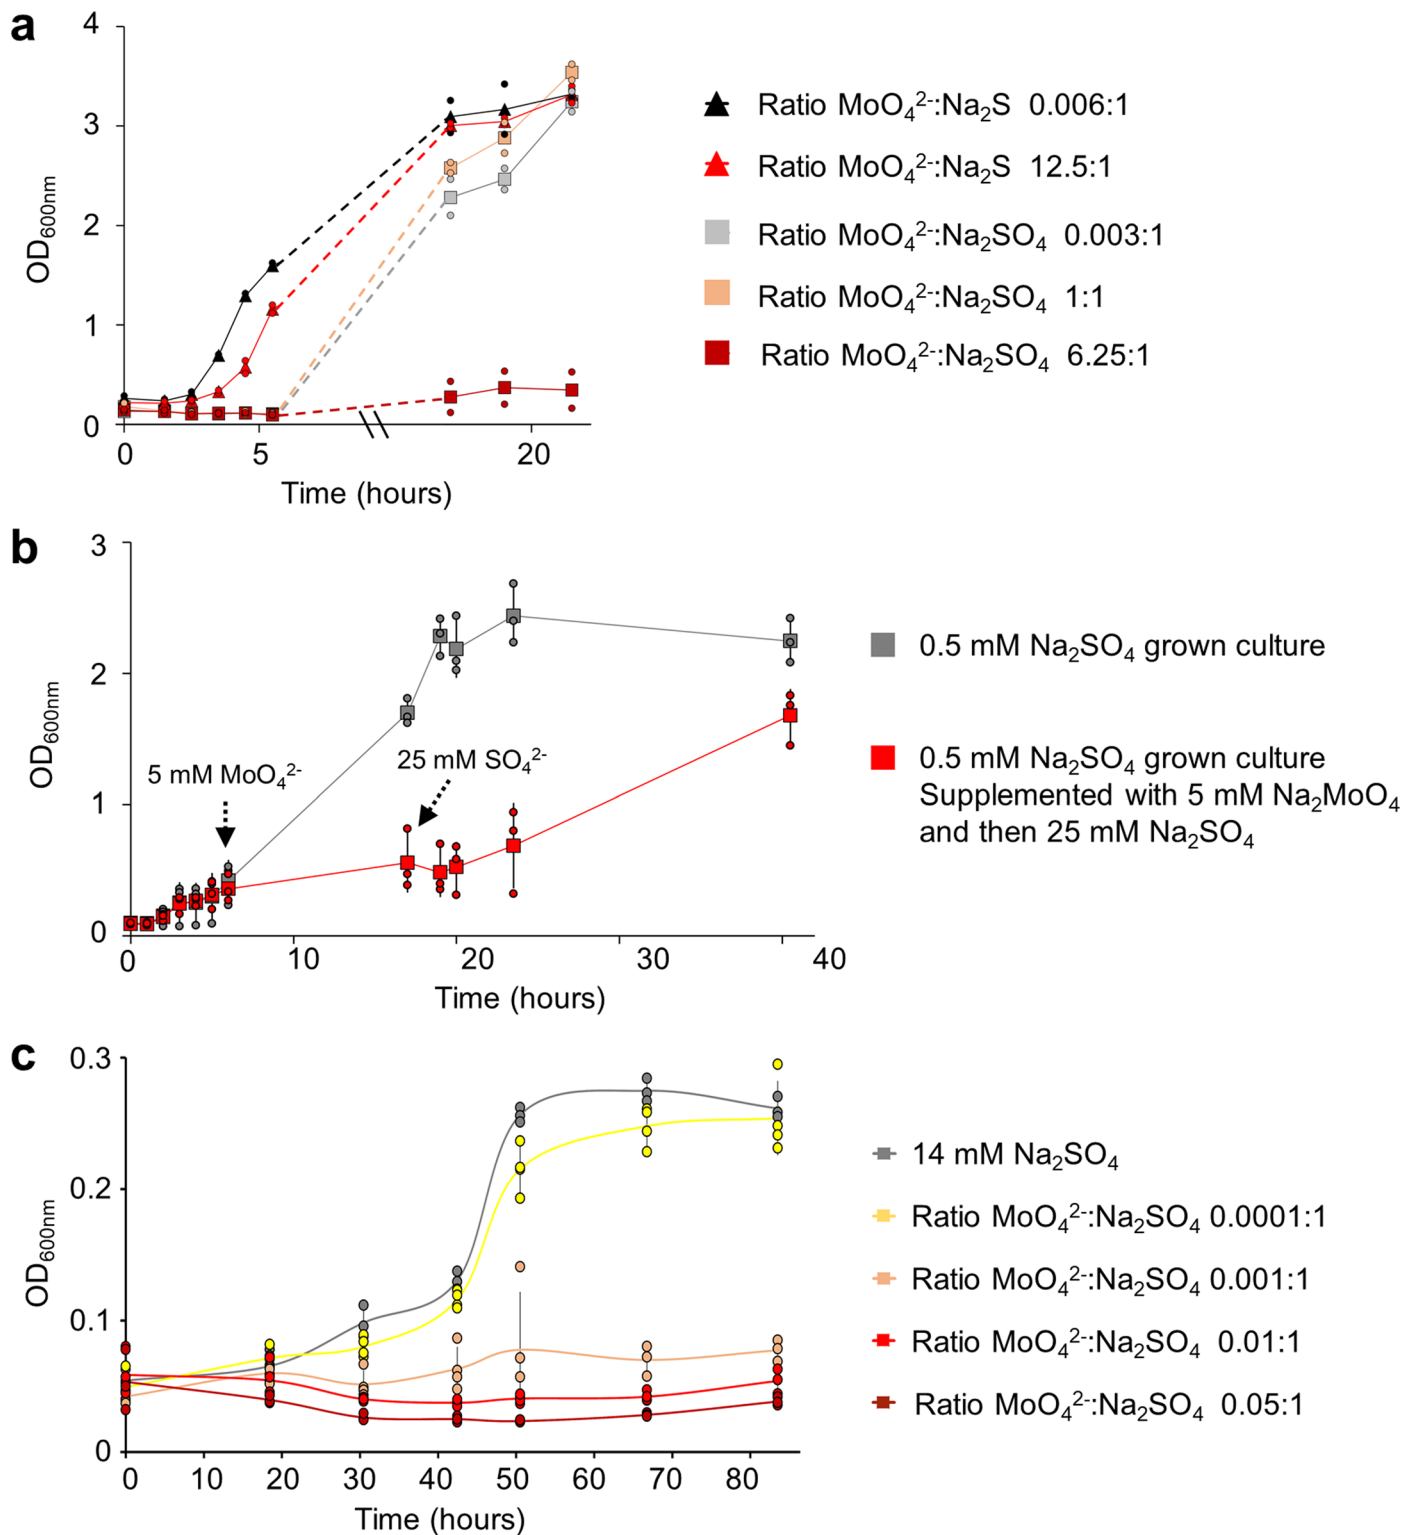 a
4
3
2
1
0
OD600nm
0 5 20
Time (hours)
Ratio MoO₄²⁻:Na₂S 0.006:1
Ratio MoO₄²⁻:Na₂S 12.5:1
Ratio MoO₄²⁻:Na₂SO₄ 0.003:1
Ratio MoO₄²⁻:Na₂SO₄ 1:1
Ratio MoO₄²⁻:Na₂SO₄ 6.25:1
b
3
2
1
0
OD600nm
5 mM MoO₄²⁻
25 mM SO₄²⁻
0 10 20 30 40
Time (hours)
0.5 mM Na₂SO₄ grown culture
0.5 mM Na₂SO₄ grown culture
Supplemented with 5 mM Na₂MoO₄
and then 25 mM Na₂SO₄
c
0.3
0.2
0.1
0
OD600nm
0 10 20 30 40 50 60 70 80
Time (hours)
14 mM Na₂SO₄
Ratio MoO₄²⁻:Na₂SO₄ 0.0001:1
Ratio MoO₄²⁻:Na₂SO₄ 0.001:1
Ratio MoO₄²⁻:Na₂SO₄ 0.01:1
Ratio MoO₄²⁻:Na₂SO₄ 0.05:1